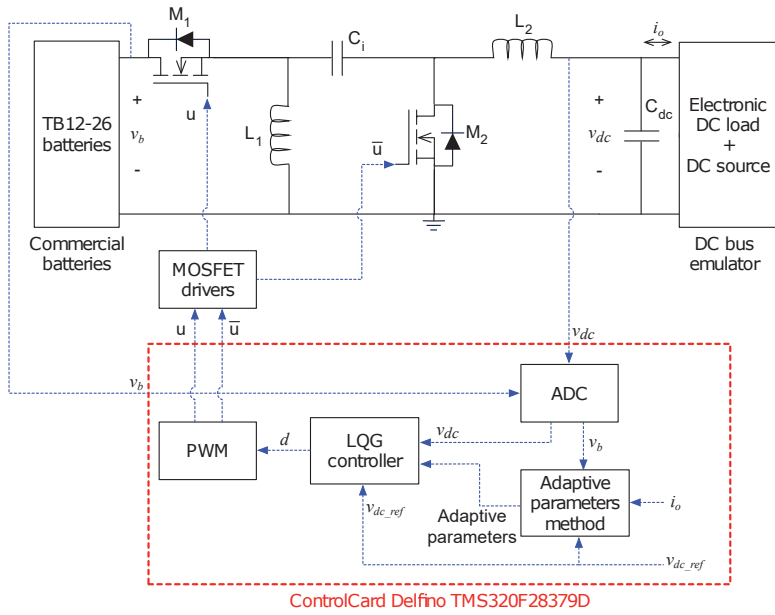 M1
Ci
L2
io
u
L1
u̅
M2
+
vb
-
TB12-26
batteries
+
vdc
-
Cdc
Electronic
DC load
+
DC source
Commercial
batteries
DC bus
emulator
MOSFET
drivers
u
u̅
vdc
vb
ADC
PWM
d
LQG
controller
vdc
vb
Adaptive
parameters
method
io
vdc_ref
Adaptive
parameters
vdc_ref
ControlCard Delfino TMS320F28379D